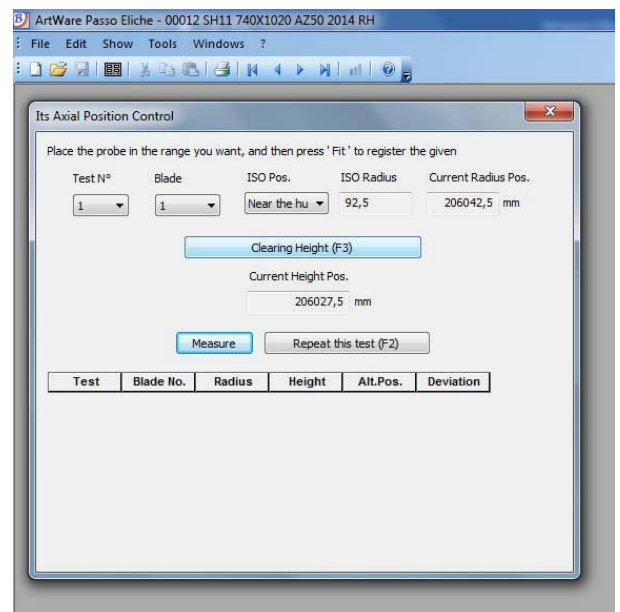 ArtWare Passo Eliche - 00012 SH11 740X1020 AZ50 2014 RH
File Edit Show Tools Windows ?
Its Axial Position Control
Place the probe in the range you want, and then press ' Fit ' to register the given
Test N° Blade ISO Pos. ISO Radius Current Radius Pos.
1 1 Near the hu 92,5 206042,5 mm
Clearing Height (F3)
Current Height Pos.
206027,5 mm
Measure Repeat this test (F2)
Test Blade No. Radius Height Alt.Pos. Deviation